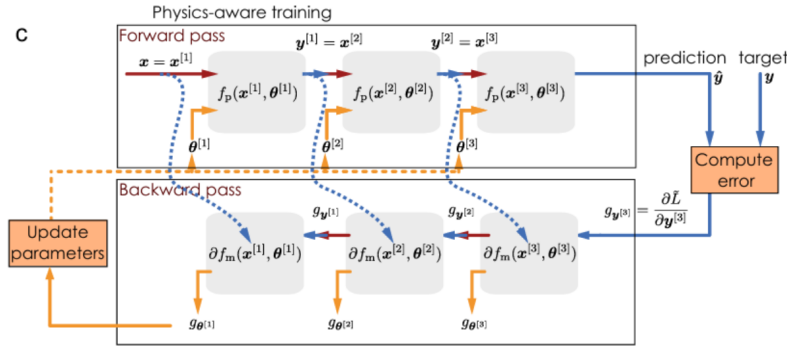 Physics-aware training
c
Forward pass
x = x^[1]
y^[1] = x^[2]
y^[2] = x^[3]
prediction
target
ŷ
y
f_p(x^[1], θ^[1])
f_p(x^[2], θ^[2])
f_p(x^[3], θ^[3])
θ^[1]
θ^[2]
θ^[3]
Compute
error
Backward pass
g_y^[1]
g_y^[2]
g_y^[3] = ∂L̃/∂y^[3]
Update
parameters
∂f_m(x^[1], θ^[1])
∂f_m(x^[2], θ^[2])
∂f_m(x^[3], θ^[3])
g_θ^[1]
g_θ^[2]
g_θ^[3]